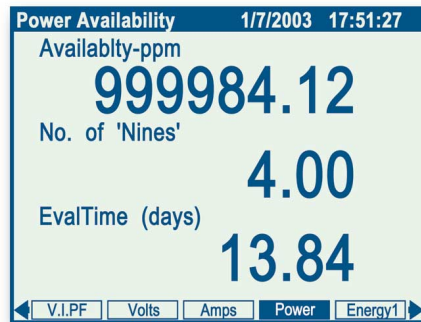 Power Availability 1/7/2003 17:51:27
Availablty-ppm
999984.12
No. of 'Nines'
4.00
EvalTime (days)
13.84
V.I.PF Volts Amps Power Energy1